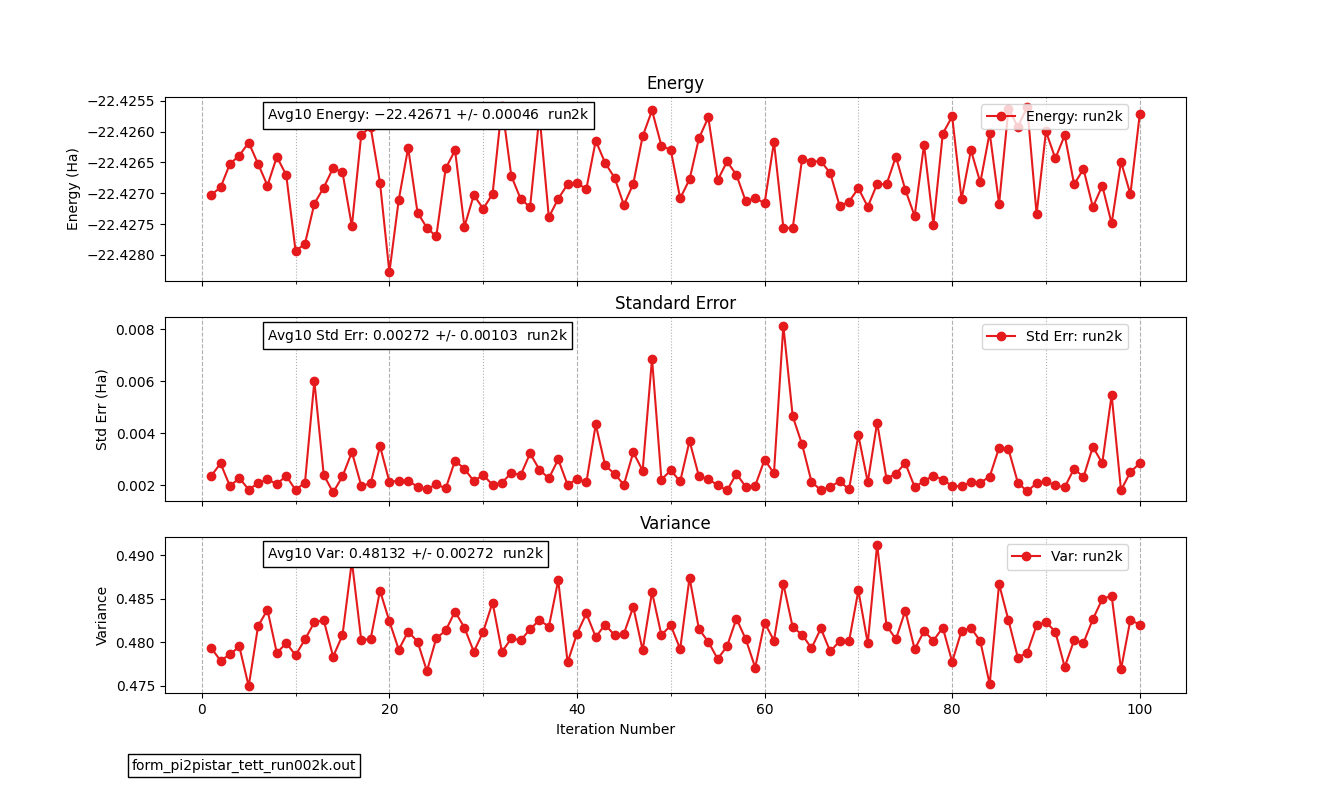 Energy
−22.4255
−22.4260
−22.4265
−22.4270
−22.4275
−22.4280
Energy (Ha)
Avg10 Energy: −22.42671 +/- 0.00046 run2k
Energy: run2k
Standard Error
0.008
0.006
0.004
0.002
Std Err (Ha)
Avg10 Std Err: 0.00272 +/- 0.00103 run2k
Std Err: run2k
Variance
0.490
0.485
0.480
0.475
Variance
Avg10 Var: 0.48132 +/- 0.00272 run2k
Var: run2k
0 20 40 60 80 100
Iteration Number
form_pi2pistar_tett_run002k.out